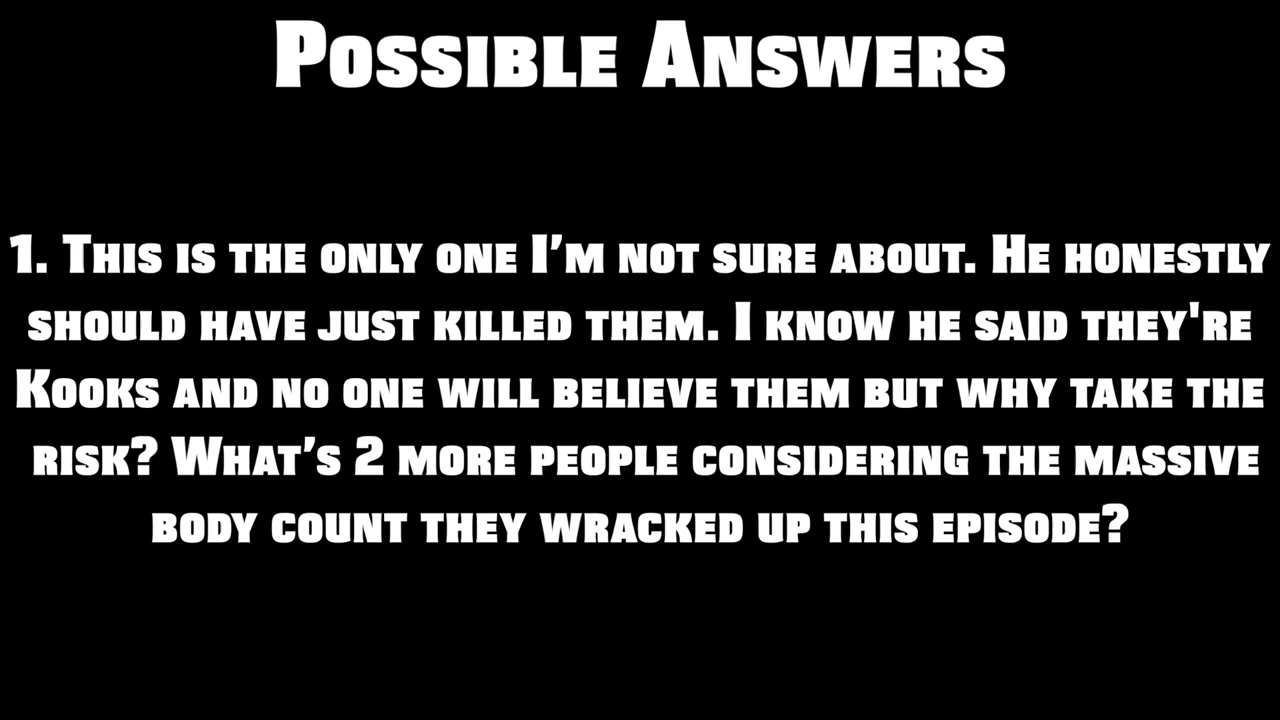 Possible Answers
1. This is the only one I’m not sure about. He honestly
should have just killed them. I know he said they're
Kooks and no one will believe them but why take the
risk? What’s 2 more people considering the massive
body count they wracked up this episode?